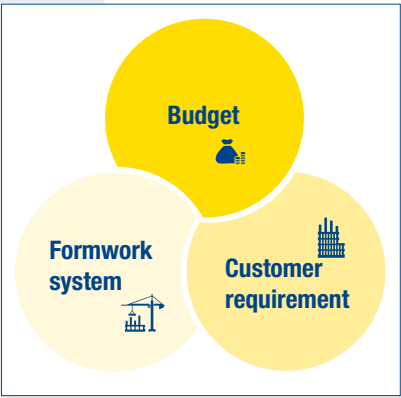 Budget
Formwork
system
Customer
requirement